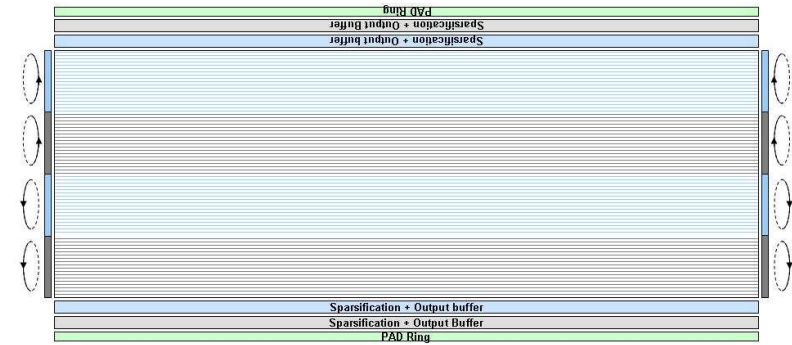 PAD Ring
Sparsification + Output Buffer
Sparsification + Output buffer
Sparsification + Output buffer
Sparsification + Output Buffer
PAD Ring